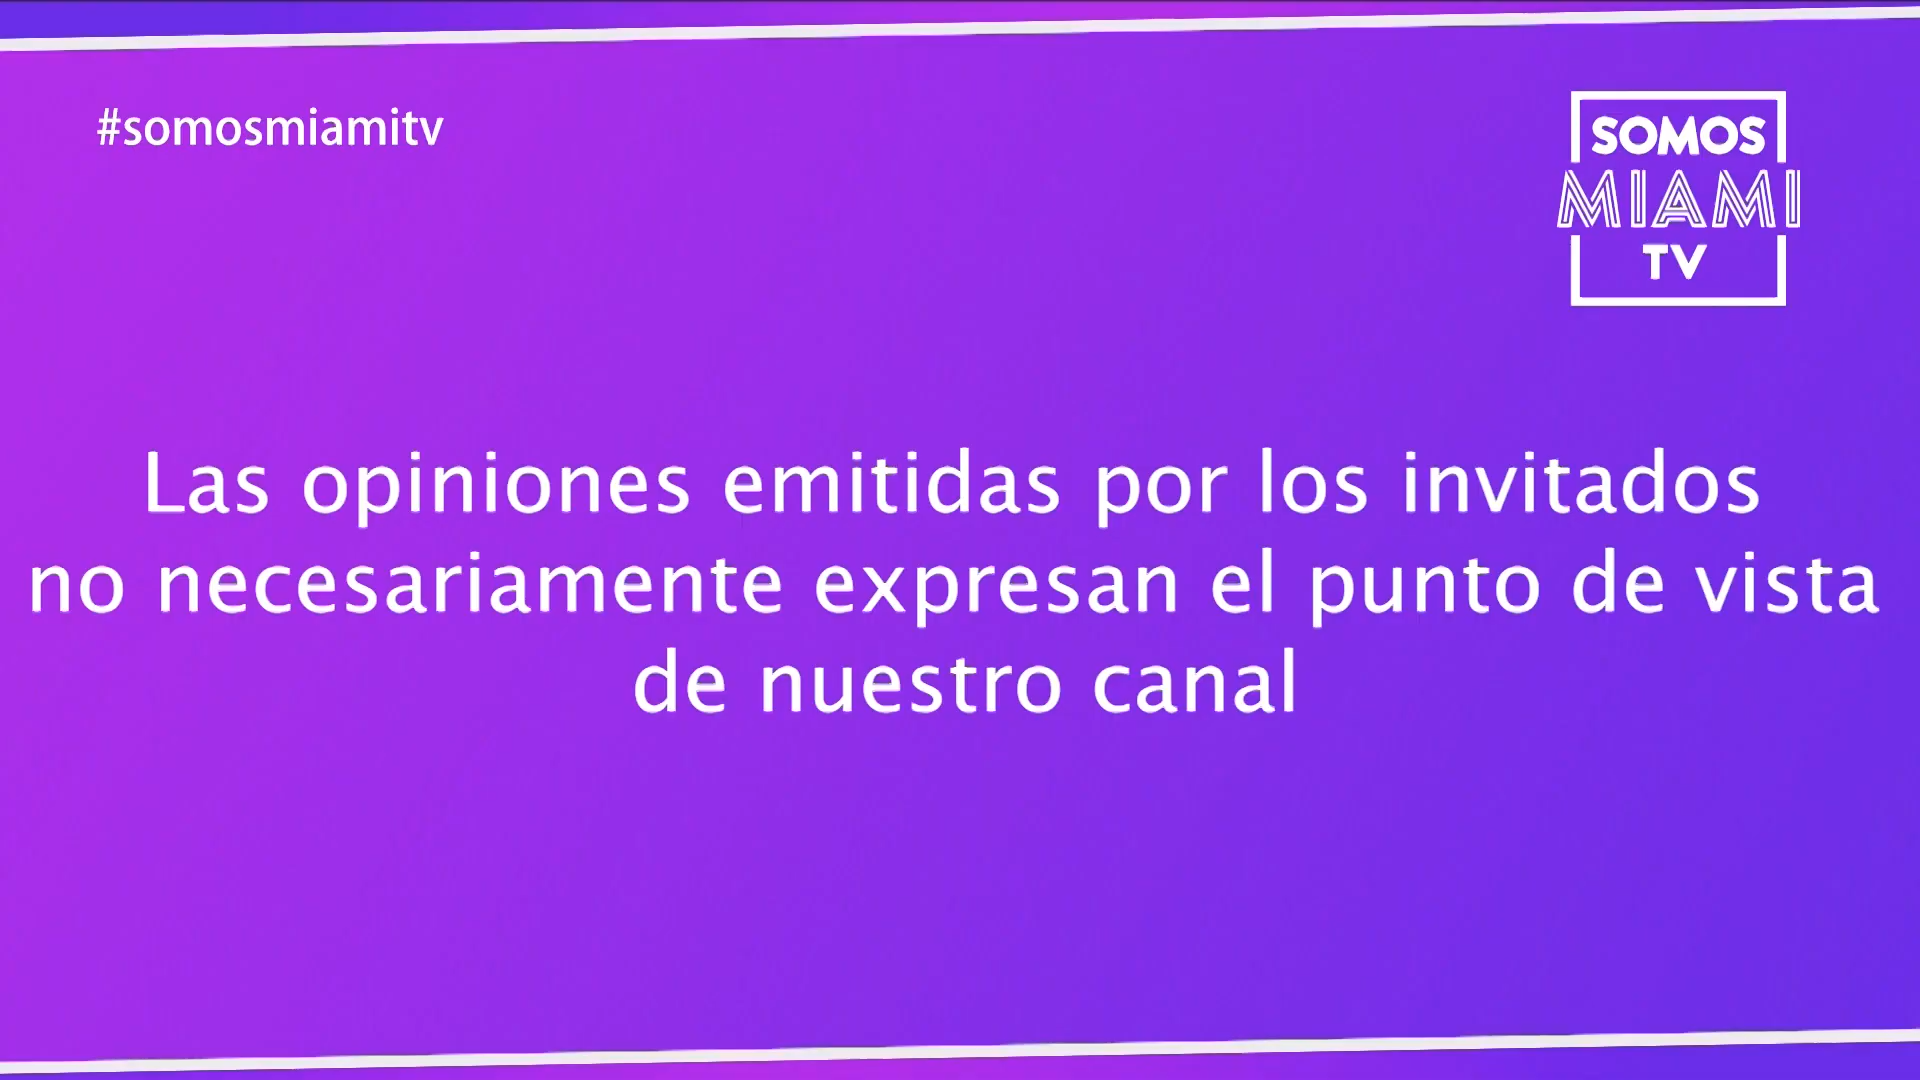 #somosmiamitv
SOMOS
MIAMI
TV
Las opiniones emitidas por los invitados
no necesariamente expresan el punto de vista
de nuestro canal